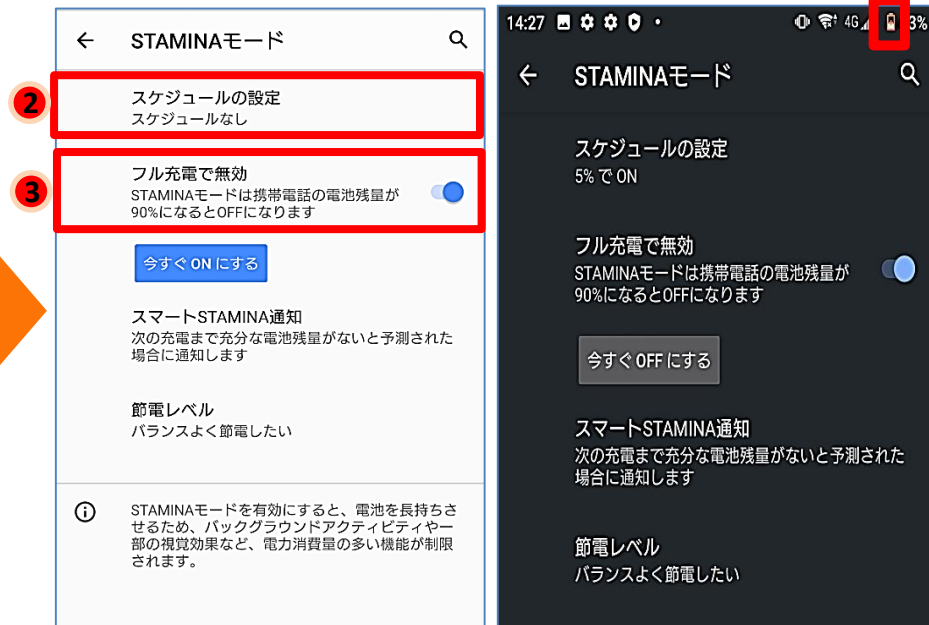 STAMINAモード
2
スケジュールの設定
スケジュールなし
3
フル充電で無効
STAMINAモードは携帯電話の電池残量が
90%になるとOFFになります
今すぐ ON にする
スマートSTAMINA通知
次の充電まで充分な電池残量がないと予測された
場合に通知します
節電レベル
バランスよく節電したい
STAMINAモードを有効にすると、電池を長持ちさ
せるため、バックグラウンドアクティビティや一
部の視覚効果など、電力消費量の多い機能が制限
されます。
14:27 4G 3%
STAMINAモード
スケジュールの設定
5% で ON
フル充電で無効
STAMINAモードは携帯電話の電池残量が
90%になるとOFFになります
今すぐ OFF にする
スマートSTAMINA通知
次の充電まで充分な電池残量がないと予測された
場合に通知します
節電レベル
バランスよく節電したい